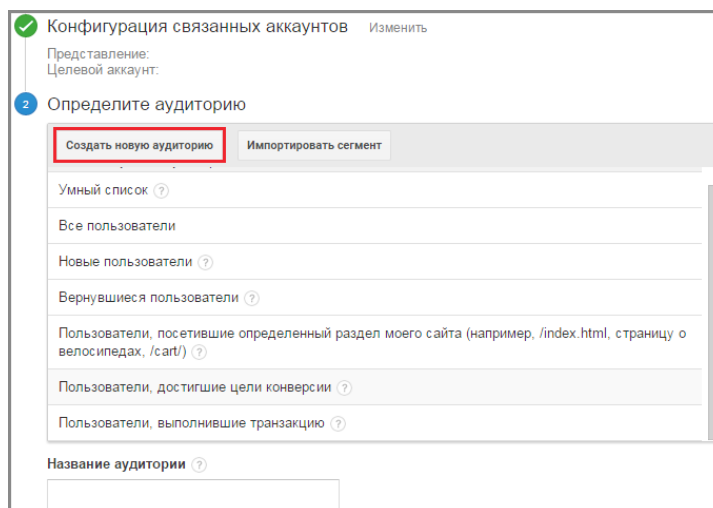 Конфигурация связанных аккаунтов Изменить
Представление:
Целевой аккаунт:
2 Определите аудиторию
Создать новую аудиторию Импортировать сегмент
Умный список ?
Все пользователи
Новые пользователи ?
Вернувшиеся пользователи ?
Пользователи, посетившие определенный раздел моего сайта (например, /index.html, страницу о
велосипедах, /cart/) ?
Пользователи, достигшие цели конверсии ?
Пользователи, выполнившие транзакцию ?
Название аудитории ?